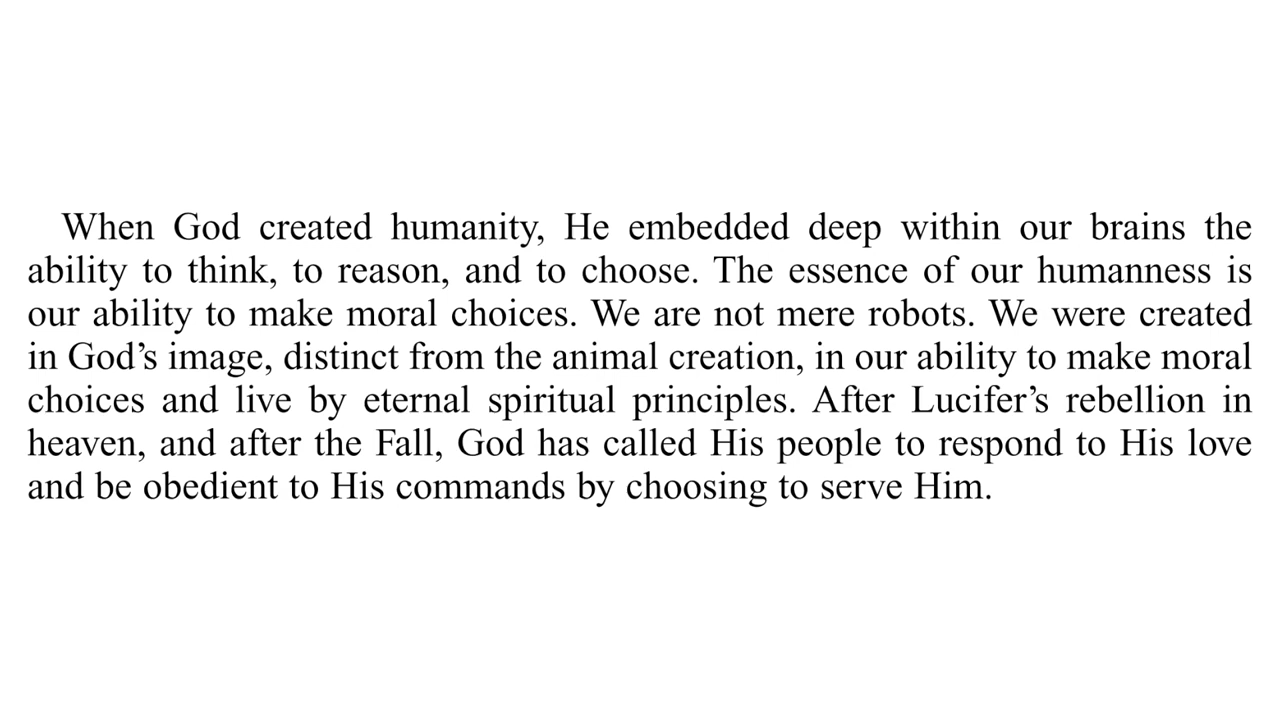 When God created humanity, He embedded deep within our brains the
ability to think, to reason, and to choose. The essence of our humanness is
our ability to make moral choices. We are not mere robots. We were created
in God’s image, distinct from the animal creation, in our ability to make moral
choices and live by eternal spiritual principles. After Lucifer’s rebellion in
heaven, and after the Fall, God has called His people to respond to His love
and be obedient to His commands by choosing to serve Him.